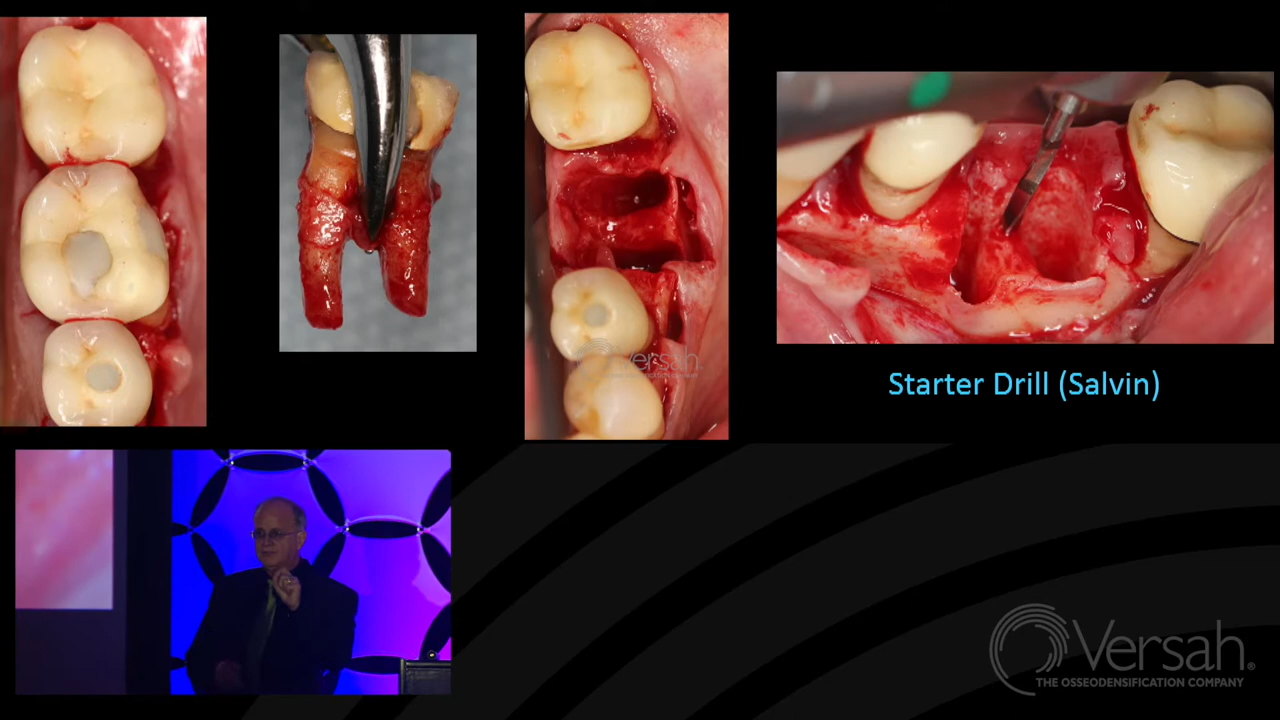 Versah
Starter Drill (Salvin)
Versah®
THE OSSEODENSIFICATION COMPANY